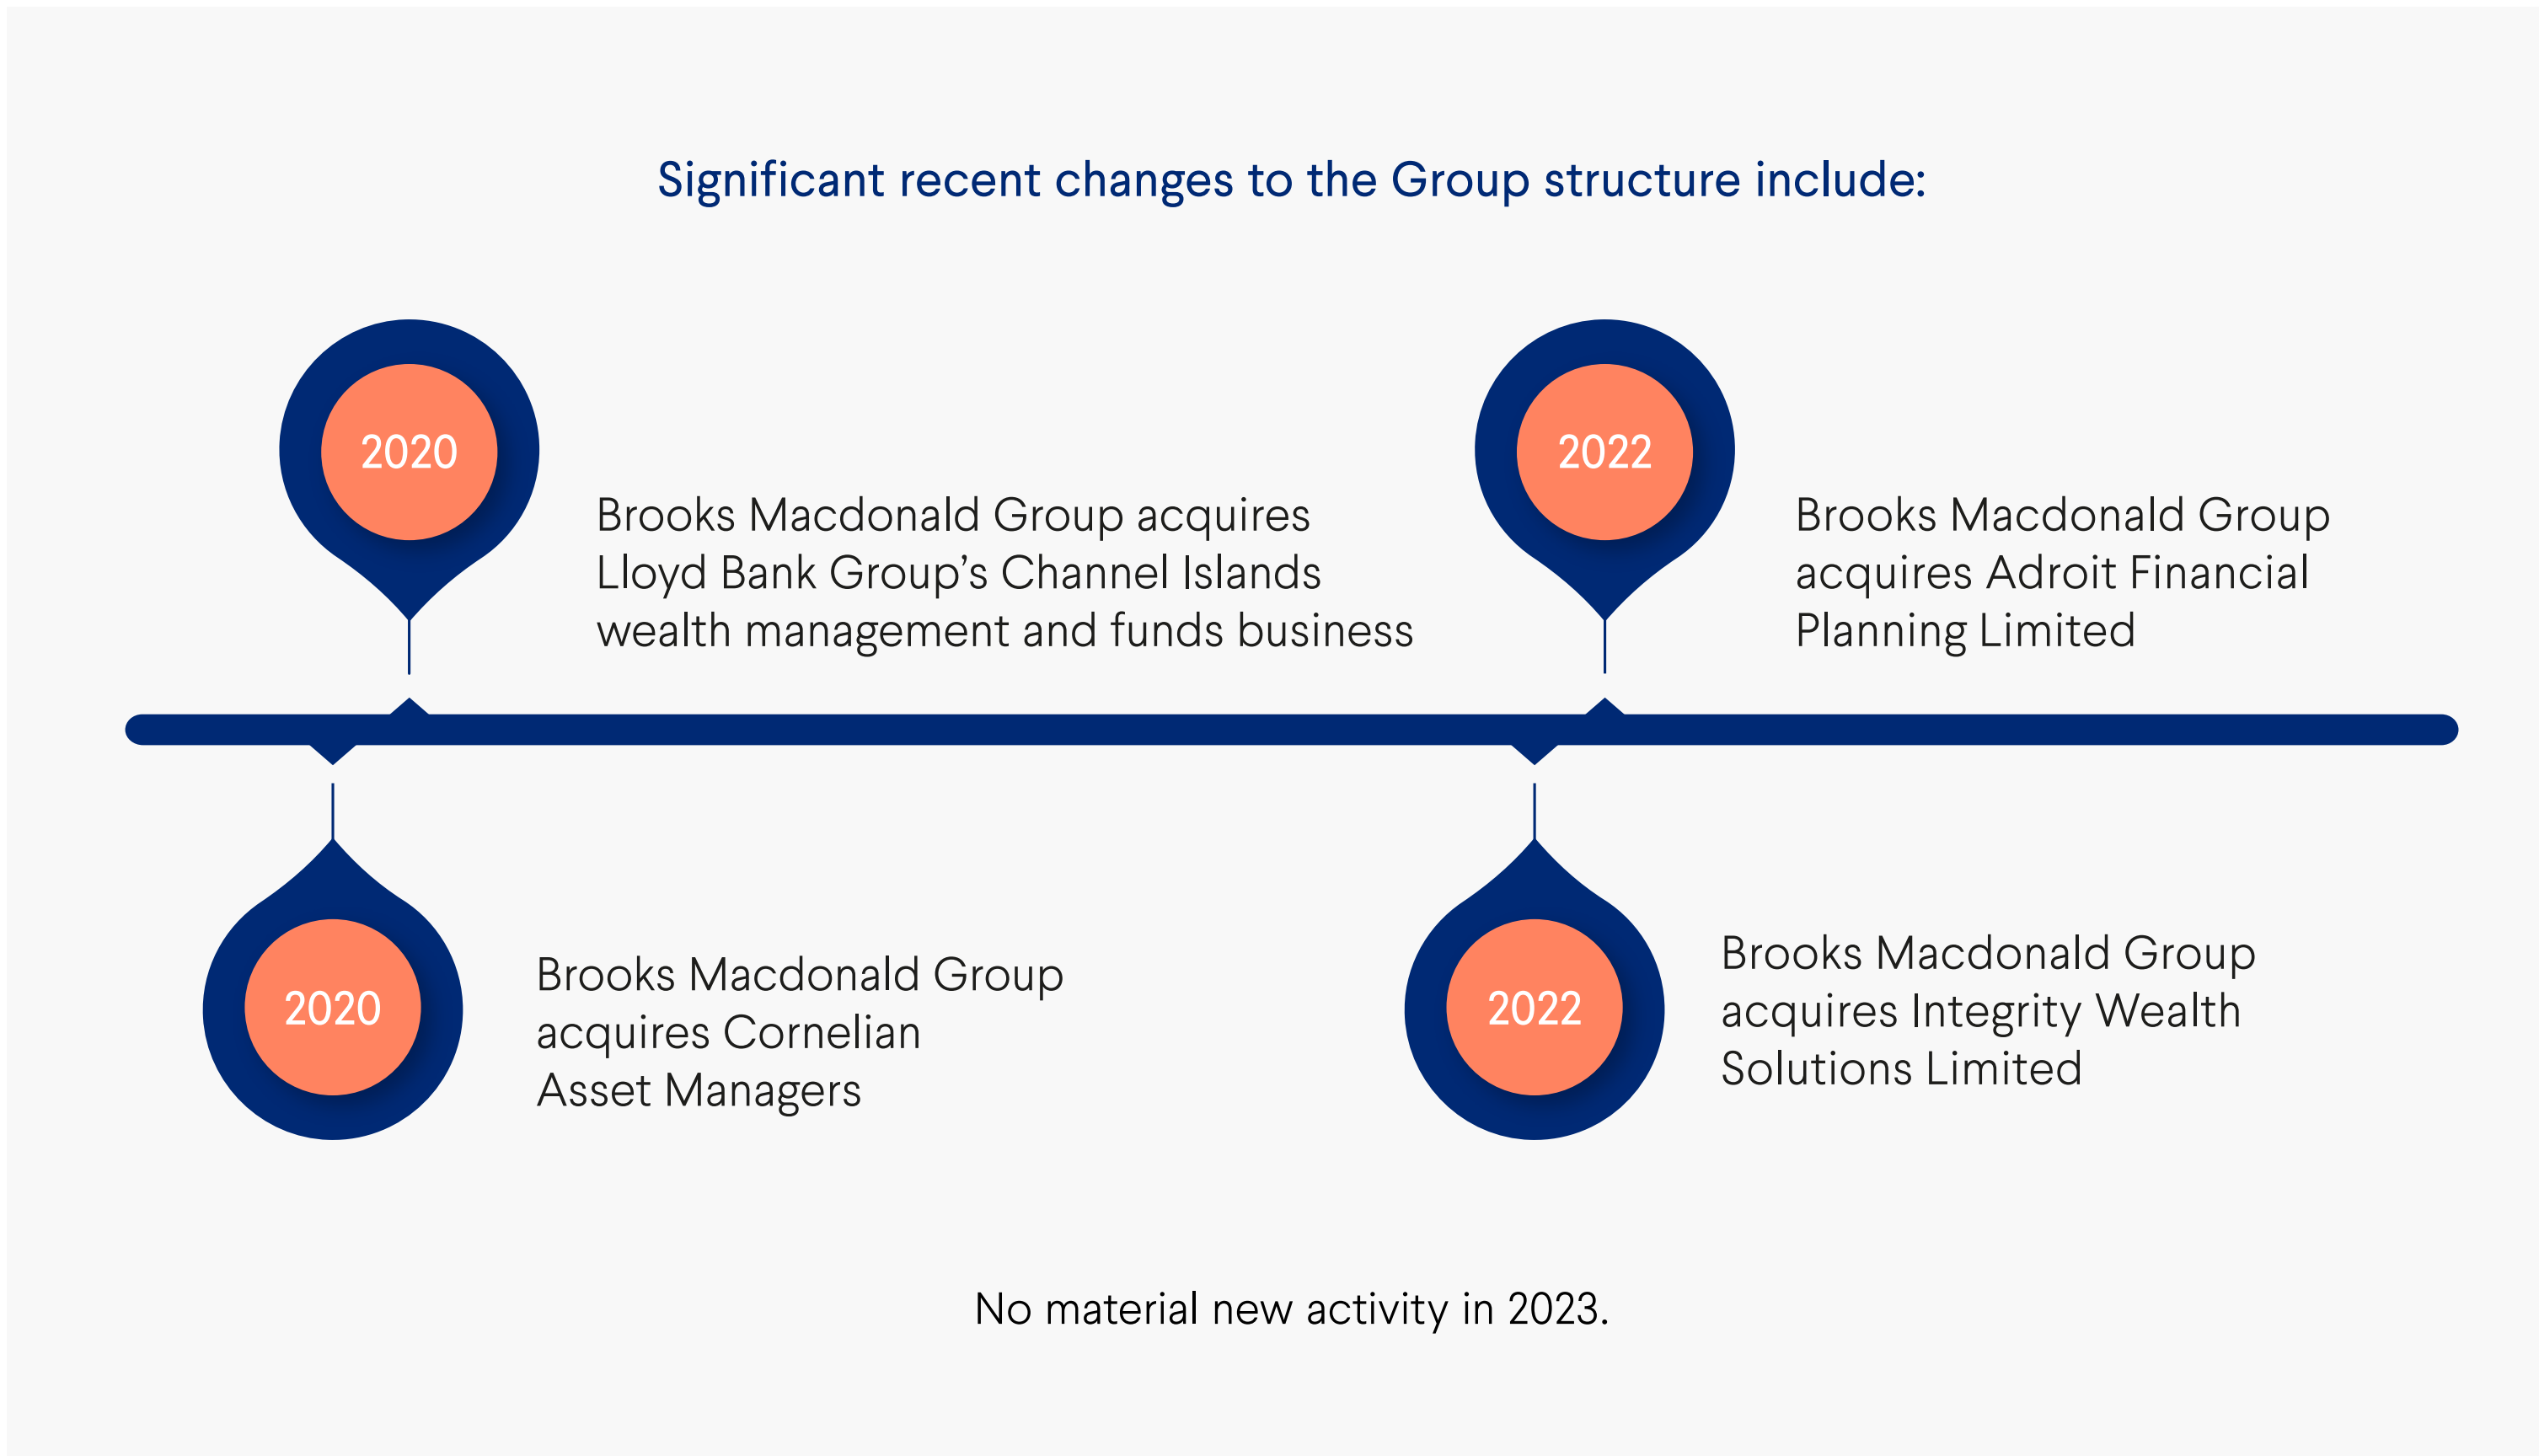 Significant recent changes to the Group structure include:
2020
Brooks Macdonald Group acquires
Lloyd Bank Group’s Channel Islands
wealth management and funds business
2022
Brooks Macdonald Group
acquires Adroit Financial
Planning Limited
2020
Brooks Macdonald Group
acquires Cornelian
Asset Managers
2022
Brooks Macdonald Group
acquires Integrity Wealth
Solutions Limited
No material new activity in 2023.